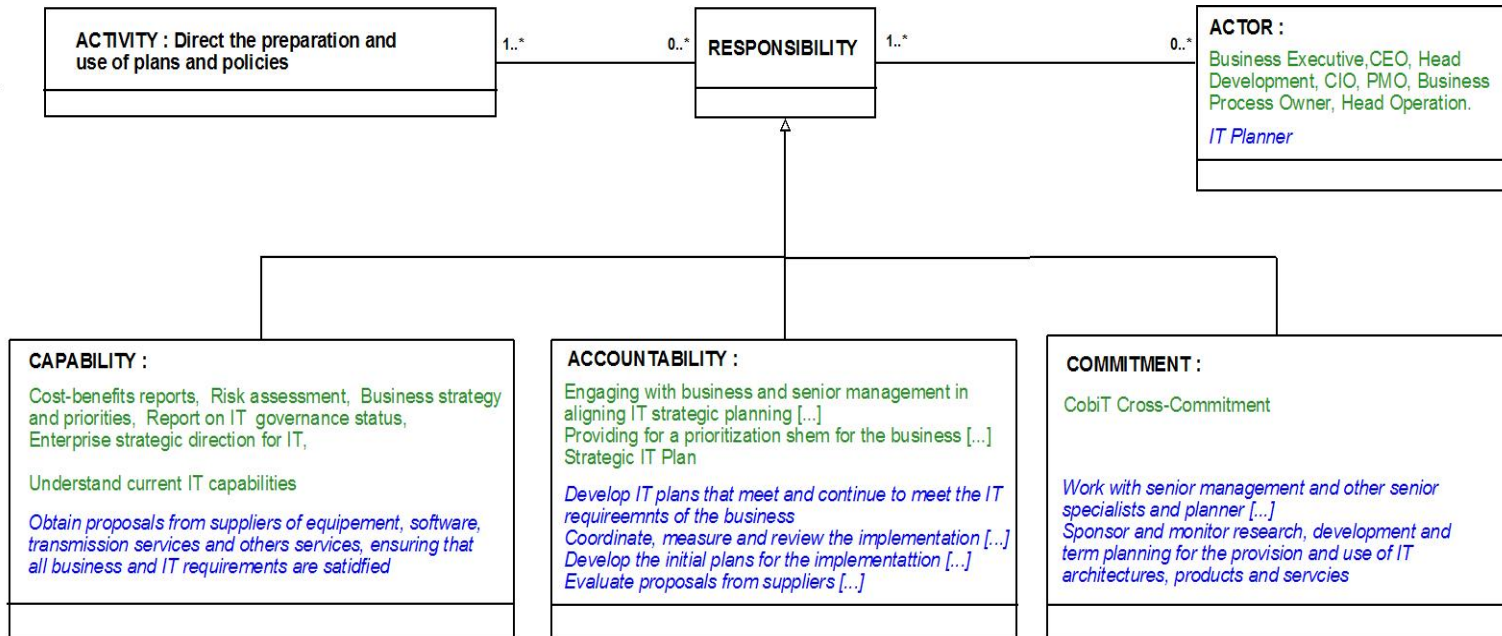 ACTIVITY : Direct the preparation and
use of plans and policies
1..*
0..*
RESPONSIBILITY
1..*
0..*
ACTOR :
Business Executive,CEO, Head
Development, CIO, PMO, Business
Process Owner, Head Operation.
IT Planner
CAPABILITY :
Cost-benefits reports, Risk assessment, Business strategy
and priorities, Report on IT governance status,
Enterprise strategic direction for IT,
Understand current IT capabilities
Obtain proposals from suppliers of equipement, software,
transmission services and others services, ensuring that
all business and IT requirements are satidfied
ACCOUNTABILITY :
Engaging with business and senior management in
aligning IT strategic planning [...]
Providing for a prioritization shem for the business [...]
Strategic IT Plan
Develop IT plans that meet and continue to meet the IT
requireemnts of the business
Coordinate, measure and review the implementation [...]
Develop the initial plans for the implementattion [...]
Evaluate proposals from suppliers [...]
COMMITMENT :
CobiT Cross-Commitment
Work with senior management and other senior
specialists and planner [...]
Sponsor and monitor research, development and
term planning for the provision and use of IT
architectures, products and servcies